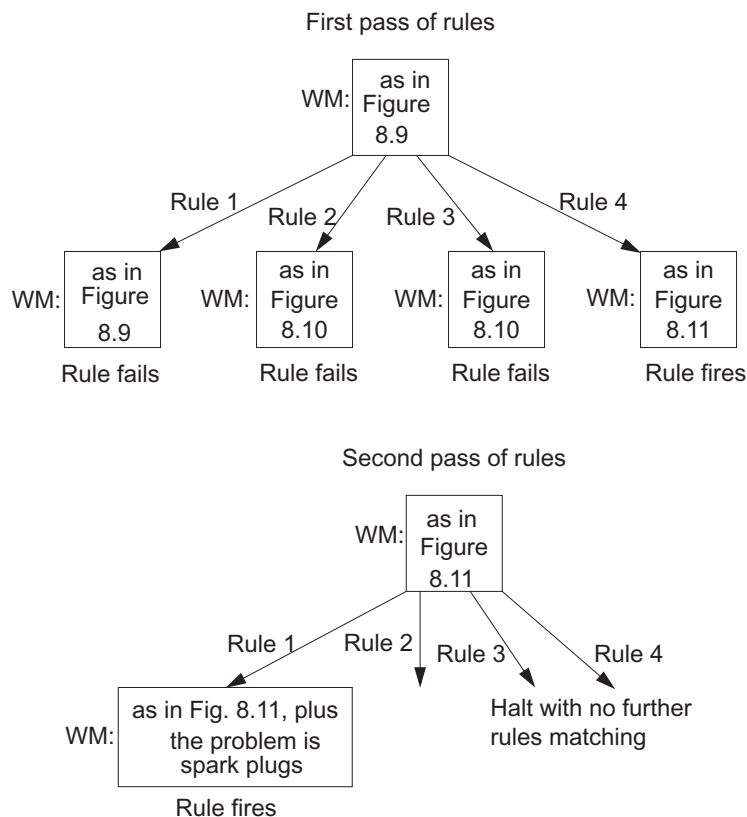 First pass of rules
WM:
as in
Figure
8.9
Rule 1
Rule 2
Rule 3
Rule 4
WM:
as in
Figure
8.9
Rule fails
WM:
as in
Figure
8.10
Rule fails
WM:
as in
Figure
8.10
Rule fails
WM:
as in
Figure
8.11
Rule fires
Second pass of rules
WM:
as in
Figure
8.11
Rule 1
Rule 2
Rule 3
Rule 4
WM:
as in Fig. 8.11, plus
the problem is
spark plugs
Rule fires
Halt with no further
rules matching